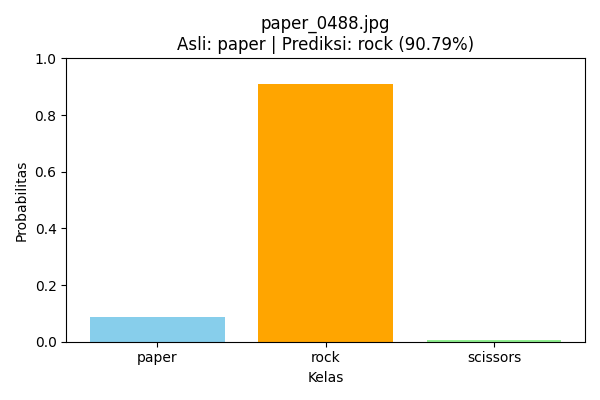 paper_0488.jpg
Asli: paper | Prediksi: rock (90.79%)
1.0
0.8
0.6
0.4
0.2
0.0
Probabilitas
paper rock scissors
Kelas